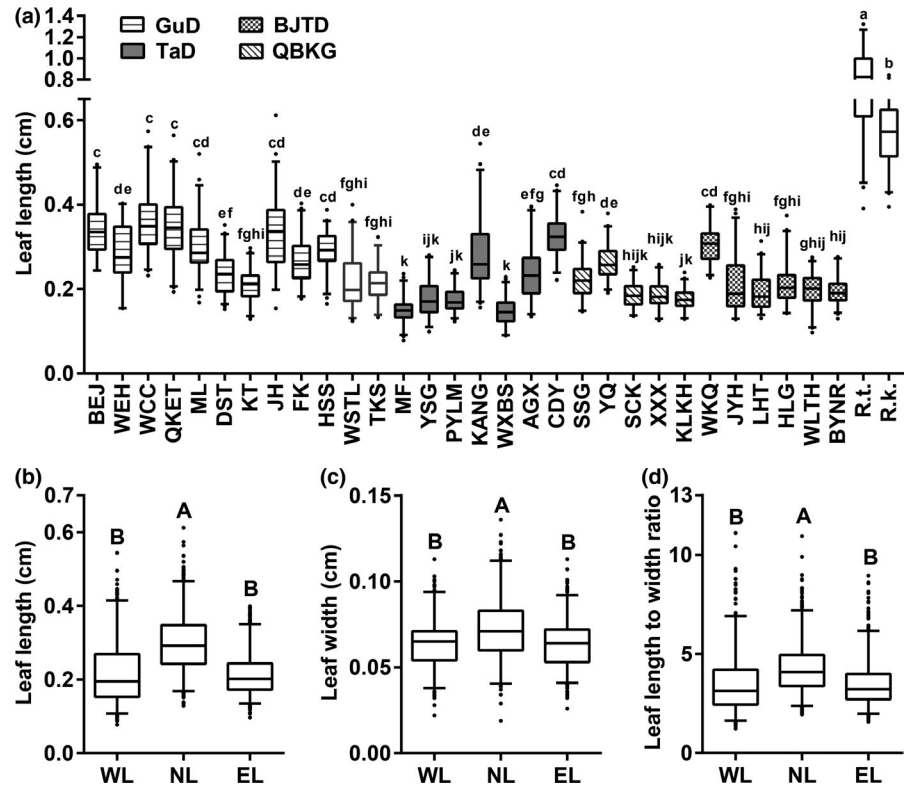 (a)
GuD BJTD
TaD QBKG
Leaf length (cm)
1.4
1.2
1.0
0.8
0.6
0.4
0.2
0.0
c de c c cd ef fghi cd de cd fghi fghi k ijk jk de k efg cd fgh de hijk hijk jk cd fghi hij fghi ghij hij a b
BEJ WEH WCC QKET ML DST KT JH FK HSS WSTL TKS MF YSG PYLM KANG WXBS AGX CDY SSG YQ SCK XXX KLKH WKQ JYH LHT HLG WLTH BYNR R.t. R.k.
(b)
Leaf length (cm)
0.7
0.6
0.4
0.2
0.0
B A B
WL NL EL
(c)
Leaf width (cm)
0.15
0.10
0.05
0.00
B A B
WL NL EL
(d)
Leaf length to width ratio
13
10
5
0
B A B
WL NL EL